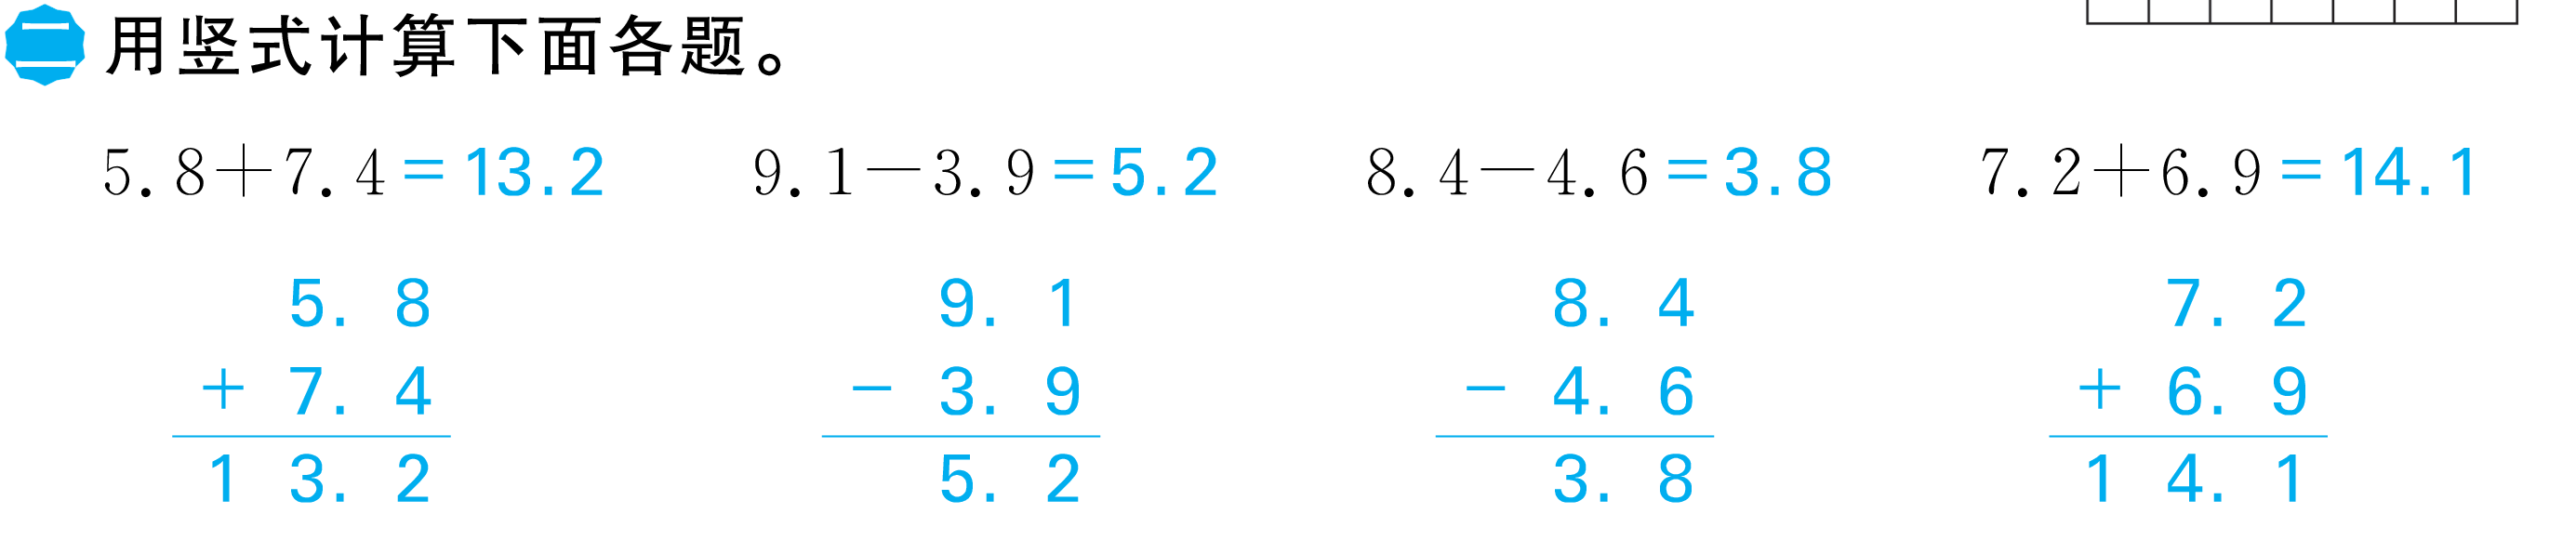 二 用竖式计算下面各题。
5.8+7.4=13.2 9.1-3.9=5.2 8.4-4.6=3.8 7.2+6.9=14.1
5. 8 9. 1 8. 4 7. 2
+ 7. 4 - 3. 9 - 4. 6 + 6. 9
1 3. 2 5. 2 3. 8 1 4. 1